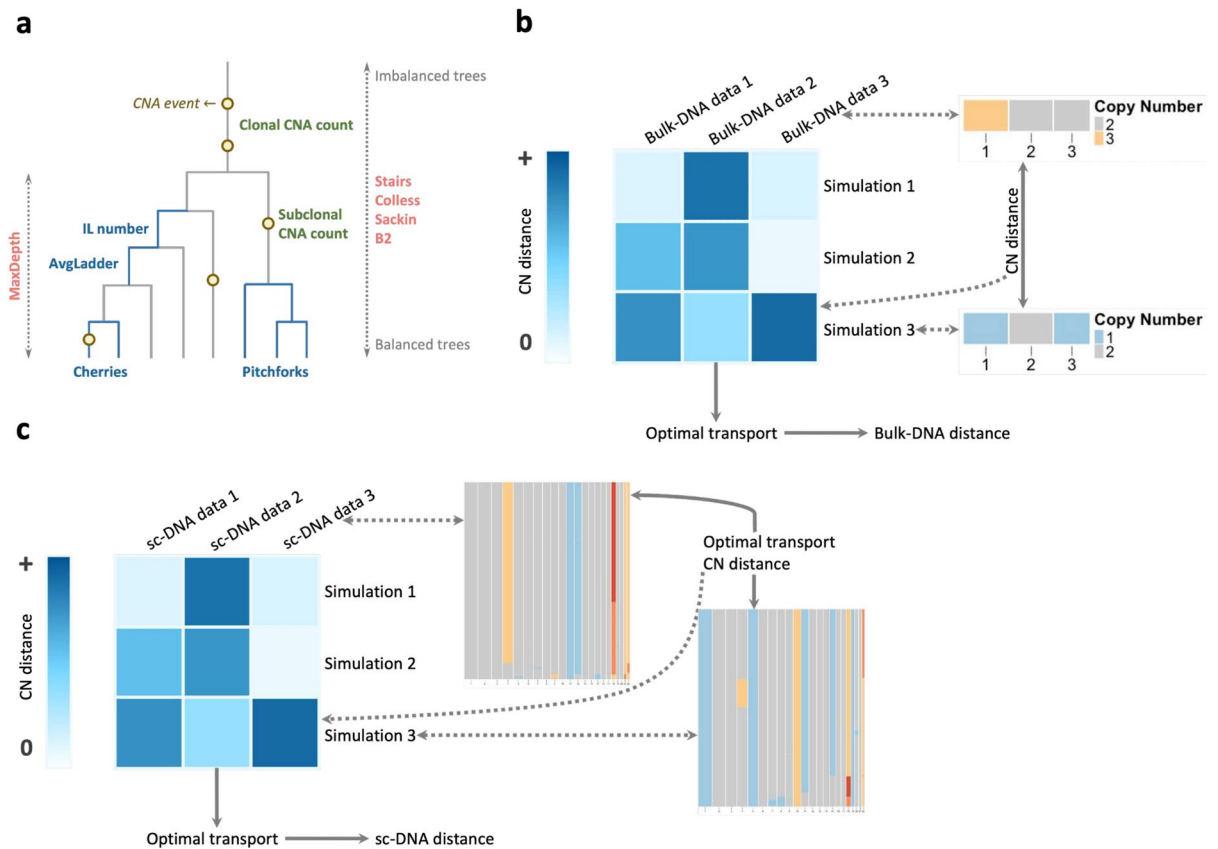 a
CNA event ←
Clonal CNA count
Imbalanced trees
MaxDepth
IL number
AvgLadder
Subclonal
CNA count
Stairs
Colless
Sackin
B2
Balanced trees
Cherries
Pitchforks
b
Bulk-DNA data 1
Bulk-DNA data 2
Bulk-DNA data 3
+
CN distance
0
Simulation 1
Simulation 2
Simulation 3
Copy Number
2
3
1
2
3
CN distance
Copy Number
1
2
1
2
3
Optimal transport
Bulk-DNA distance
c
sc-DNA data 1
sc-DNA data 2
sc-DNA data 3
+
CN distance
0
Simulation 1
Simulation 2
Simulation 3
Optimal transport
CN distance
Optimal transport
sc-DNA distance